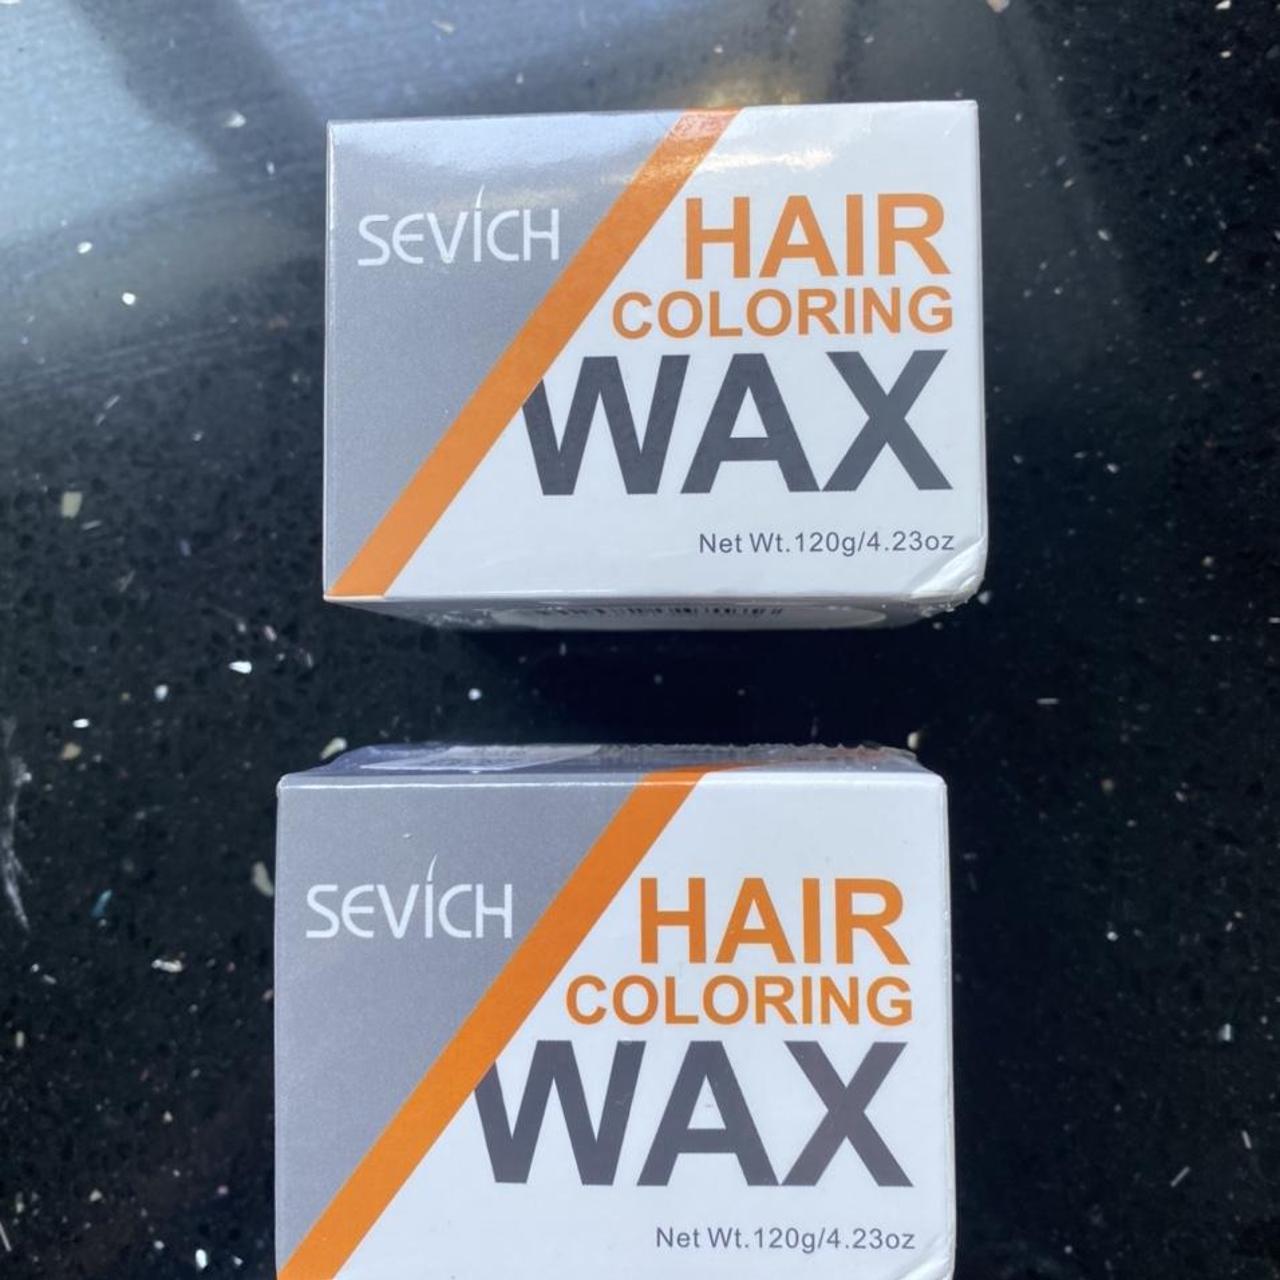 SEVICH
HAIR
COLORING
WAX
Net Wt.120g/4.23oz
SEVICH
HAIR
COLORING
WAX
Net Wt.120g/4.23oz